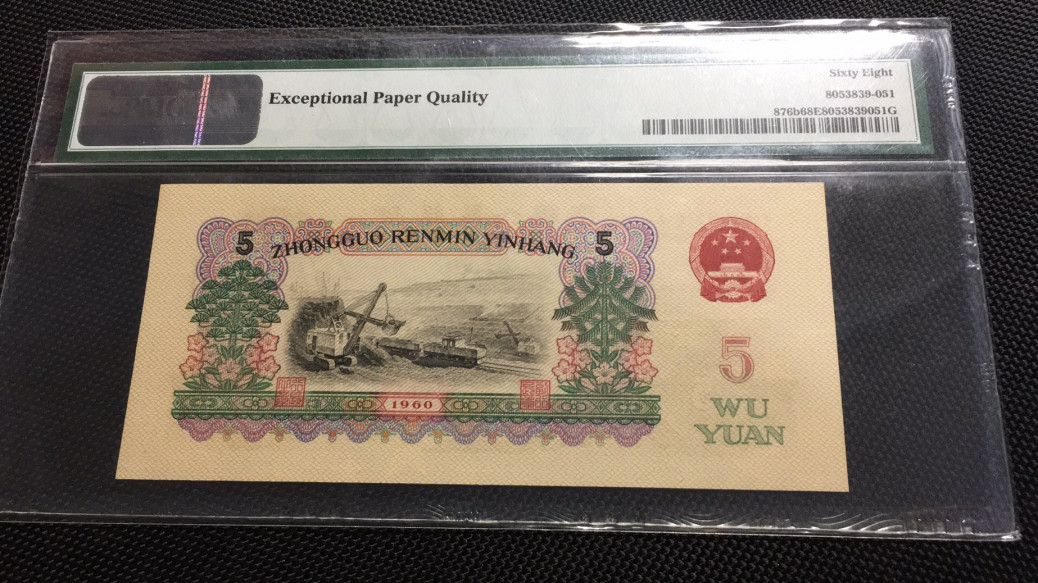 Exceptional Paper Quality
Sixty Eight
8053839-051
876b68E8053839051G
5 ZHONGGUO RENMIN YINHANG 5
5
1960
WU
YUAN